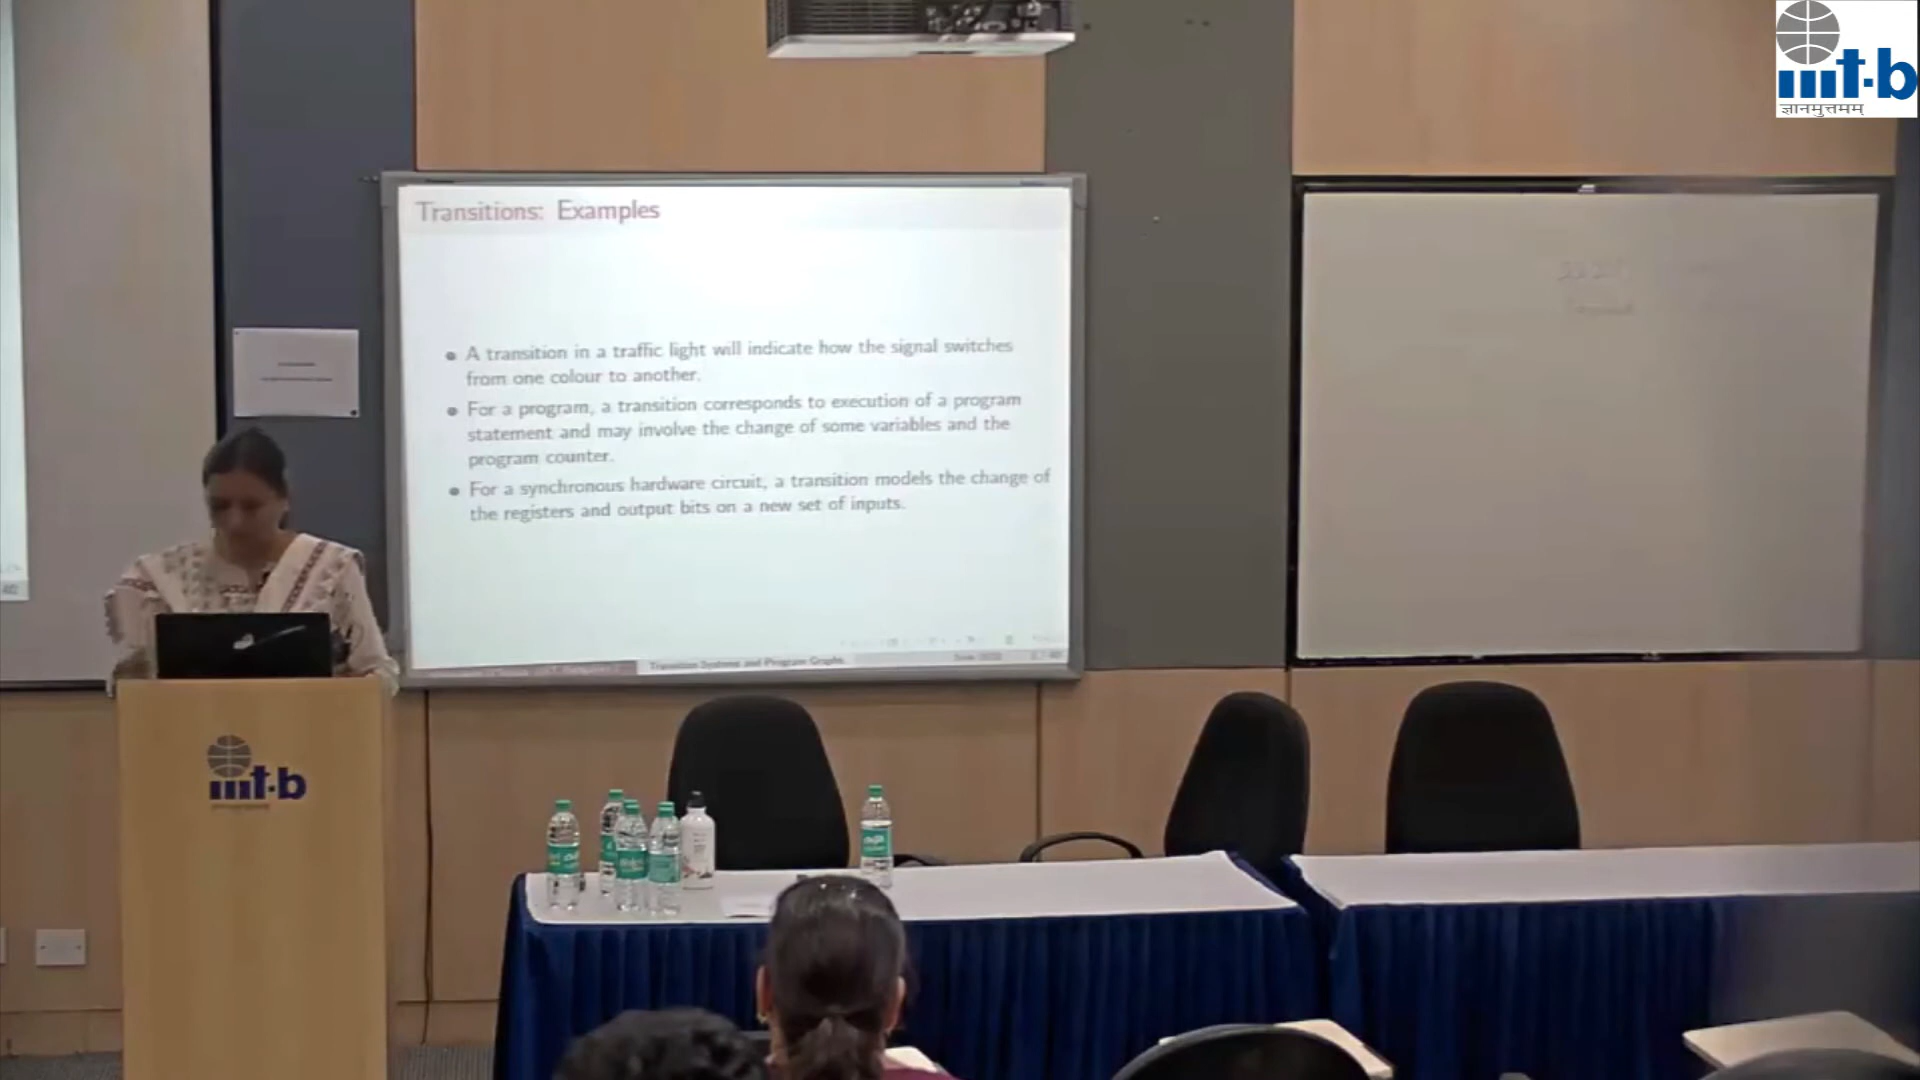 iiit-b
ज्ञानमुत्तमम्
Transitions: Examples
A transition in a traffic light will indicate how the signal switches
from one colour to another.
For a program, a transition corresponds to execution of a program
statement and may involve the change of some variables and the
program counter.
For a synchronous hardware circuit, a transition models the change of
the registers and output bits on a new set of inputs.
Transition Systems and Program Graphs
40
iiit-b